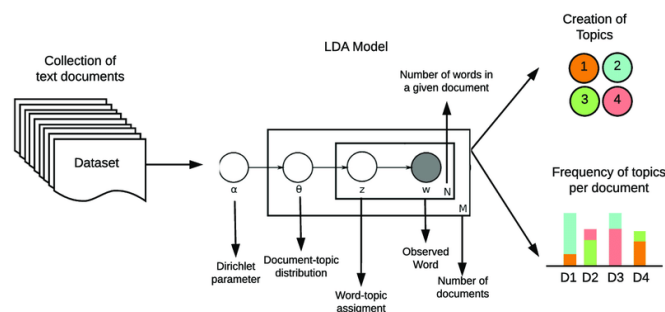 Collection of
text documents
Dataset
LDA Model
Number of words in
a given document
α
θ
z
w
N
M
Dirichlet
parameter
Document-topic
distribution
Word-topic
assigment
Observed
Word
Number of
documents
Creation of
Topics
1
2
3
4
Frequency of topics
per document
D1 D2 D3 D4